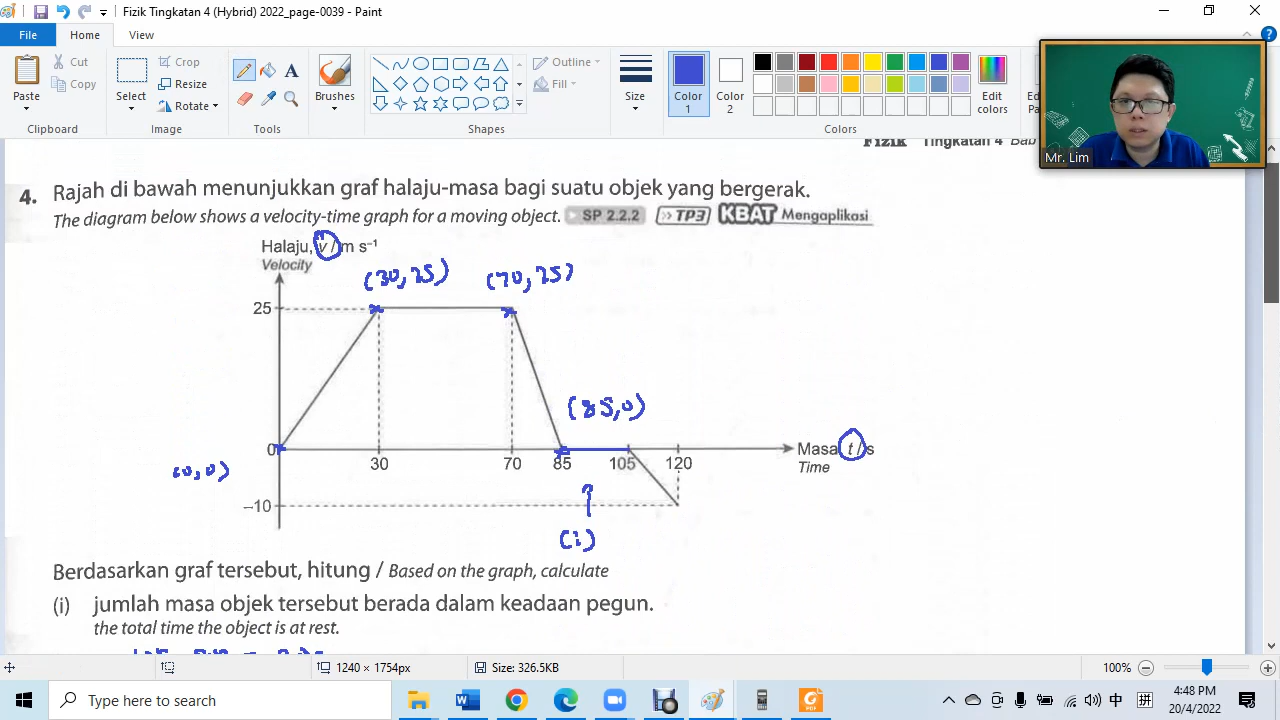 Fizik Tingkatan 4 (Hybrid) 2022_page-0039 - Paint
File Home View
Paste
Cut
Copy
Clipboard
Select
Crop
Resize
Rotate
Image
Tools
Brushes
Shapes
Outline
Fill
Size
Color 1
Color 2
Edit colors
Colors
Mr. Lim
Fizik Tingkatan 4 Bab
4. Rajah di bawah menunjukkan graf halaju-masa bagi suatu objek yang bergerak.
The diagram below shows a velocity-time graph for a moving object. SP 2.2.2 TP3 KBAT Mengaplikasi
Halaju, v / m s⁻¹
Velocity
(30,25) (70,25)
25
(85,0)
0
30 70 85 105 120
Masa t / s
Time
(0,0)
–10
(i)
Berdasarkan graf tersebut, hitung / Based on the graph, calculate
(i) jumlah masa objek tersebut berada dalam keadaan pegun.
the total time the object is at rest.
1240 × 1754px
Size: 326.5KB
100%
Type here to search
中
拼
4:48 PM
20/4/2022